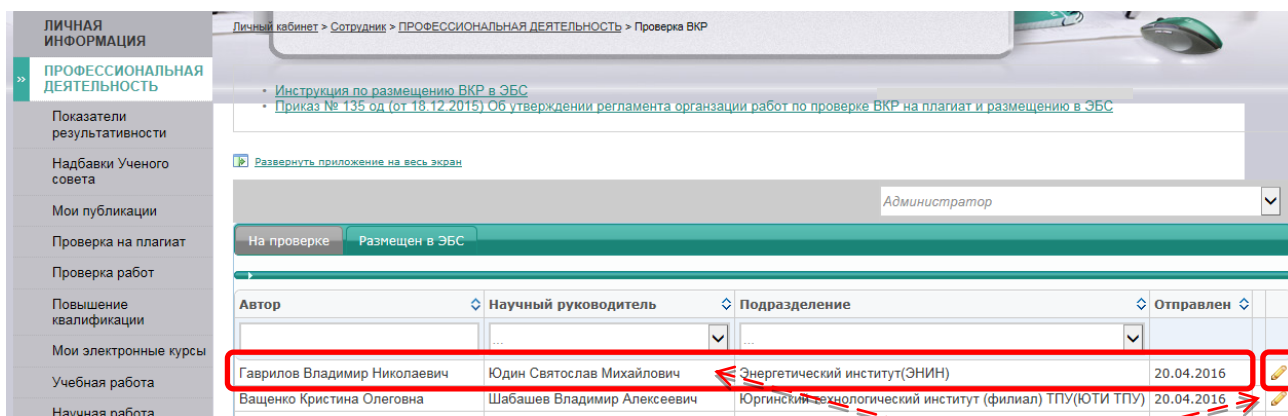 ЛИЧНАЯ
ИНФОРМАЦИЯ
Личный кабинет > Сотрудник > ПРОФЕССИОНАЛЬНАЯ ДЕЯТЕЛЬНОСТЬ > Проверка ВКР
»
ПРОФЕССИОНАЛЬНАЯ
ДЕЯТЕЛЬНОСТЬ
Показатели
результативности
Надбавки Ученого
совета
Мои публикации
Проверка на плагиат
Проверка работ
Повышение
квалификации
Мои электронные курсы
Учебная работа
Научная работа
• Инструкция по размещению ВКР в ЭБС
• Приказ № 135 од (от 18.12.2015) Об утверждении регламента органзации работ по проверке ВКР на плагиат и размещению в ЭБС
Развернуть приложение на весь экран
Администратор
На проверке Размещен в ЭБС
Автор Научный руководитель Подразделение Отправлен
... ...
Гаврилов Владимир Николаевич Юдин Святослав Михайлович Энергетический институт(ЭНИН) 20.04.2016
Ващенко Кристина Олеговна Шабашев Владимир Алексеевич Юргинский технологический институт (филиал) ТПУ(ЮТИ ТПУ) 20.04.2016